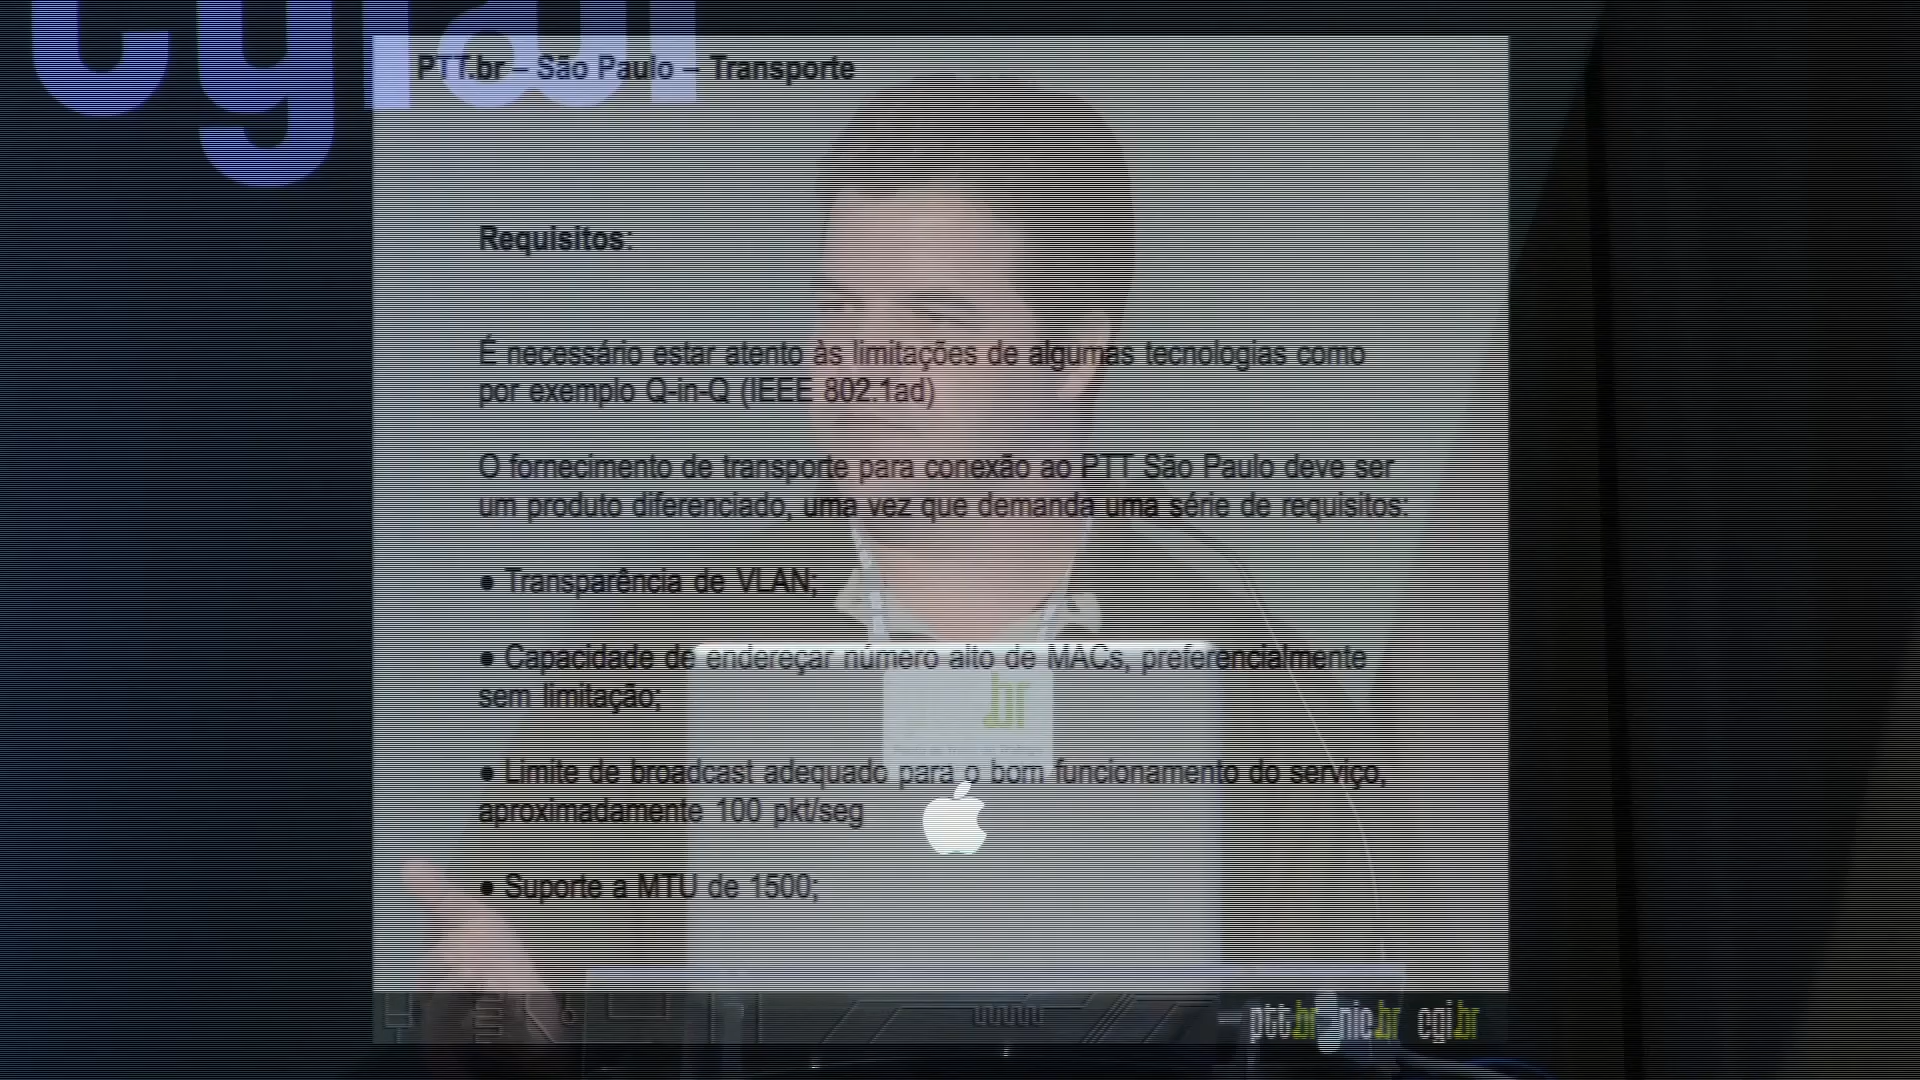 cgi.br
PTT.br – São Paulo – Transporte
Requisitos:
É necessário estar atento às limitações de algumas tecnologias como
por exemplo Q-in-Q (IEEE 802.1ad)
O fornecimento de transporte para conexão ao PTT São Paulo deve ser
um produto diferenciado, uma vez que demanda uma série de requisitos:
● Transparência de VLAN;
● Capacidade de endereçar número alto de MACs, preferencialmente
sem limitação;
.br
● Limite de broadcast adequado para o bom funcionamento do serviço,
aproximadamente 100 pkt/seg
● Suporte a MTU de 1500;
ptt.br nic.br cgi.br